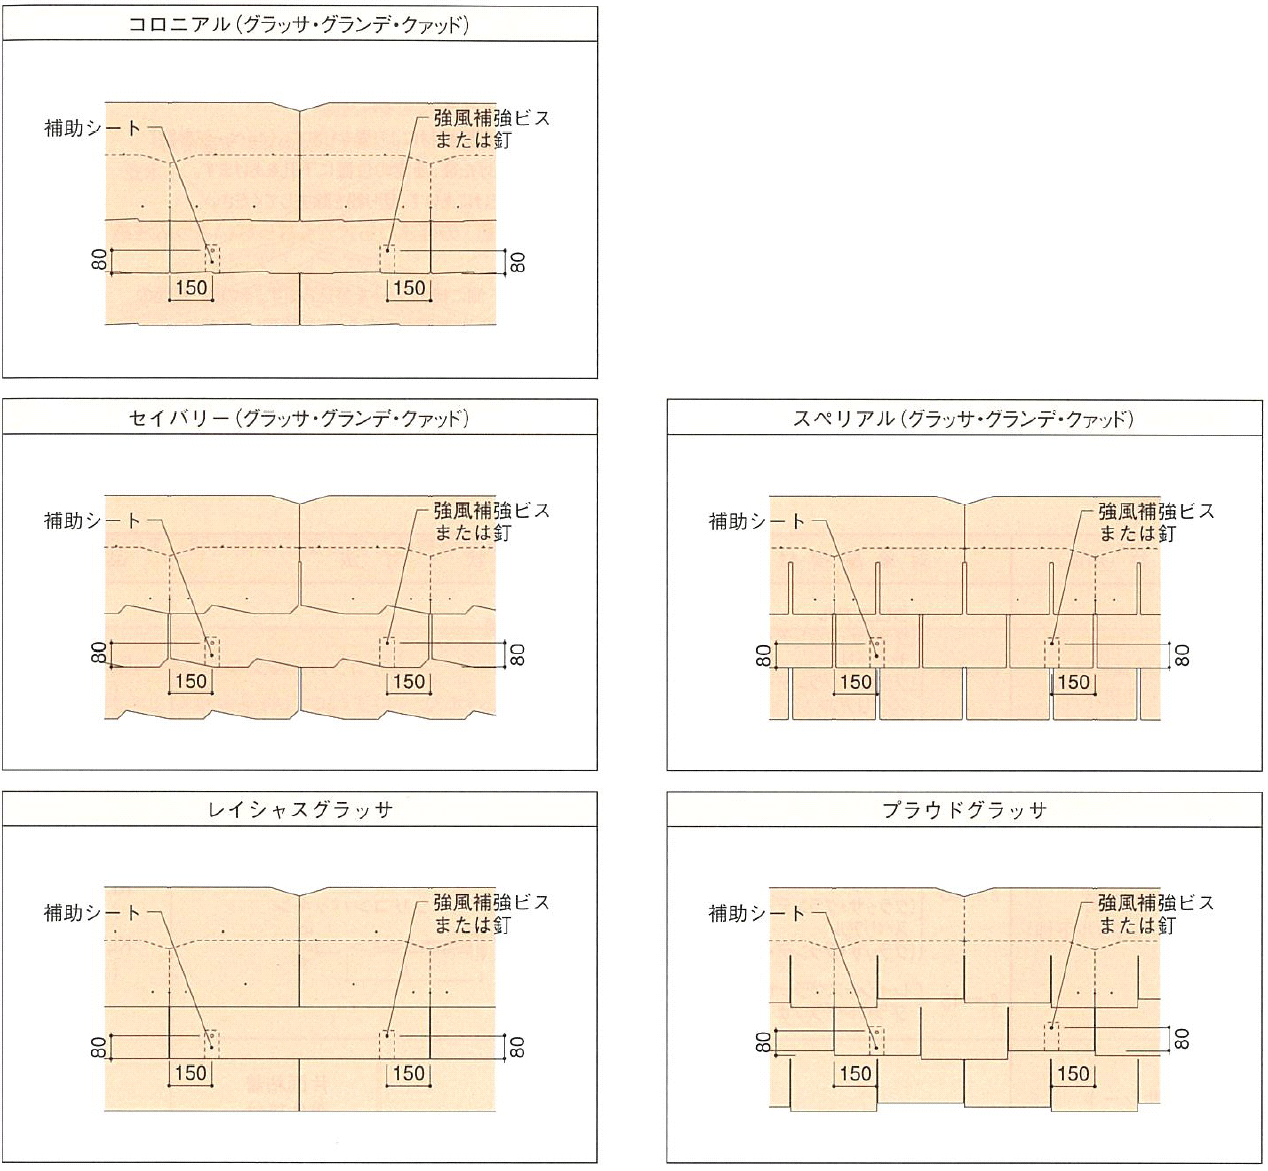 コロニアル(グラッサ・グランデ・クァッド)
補助シート
強風補強ビス
または釘
80
80
150
150
セイバリー(グラッサ・グランデ・クァッド)
補助シート
強風補強ビス
または釘
80
80
150
150
スペリアル(グラッサ・グランデ・クァッド)
補助シート
強風補強ビス
または釘
80
80
150
150
レイシャスグラッサ
補助シート
強風補強ビス
または釘
80
80
150
150
プラウドグラッサ
補助シート
強風補強ビス
または釘
80
80
150
150